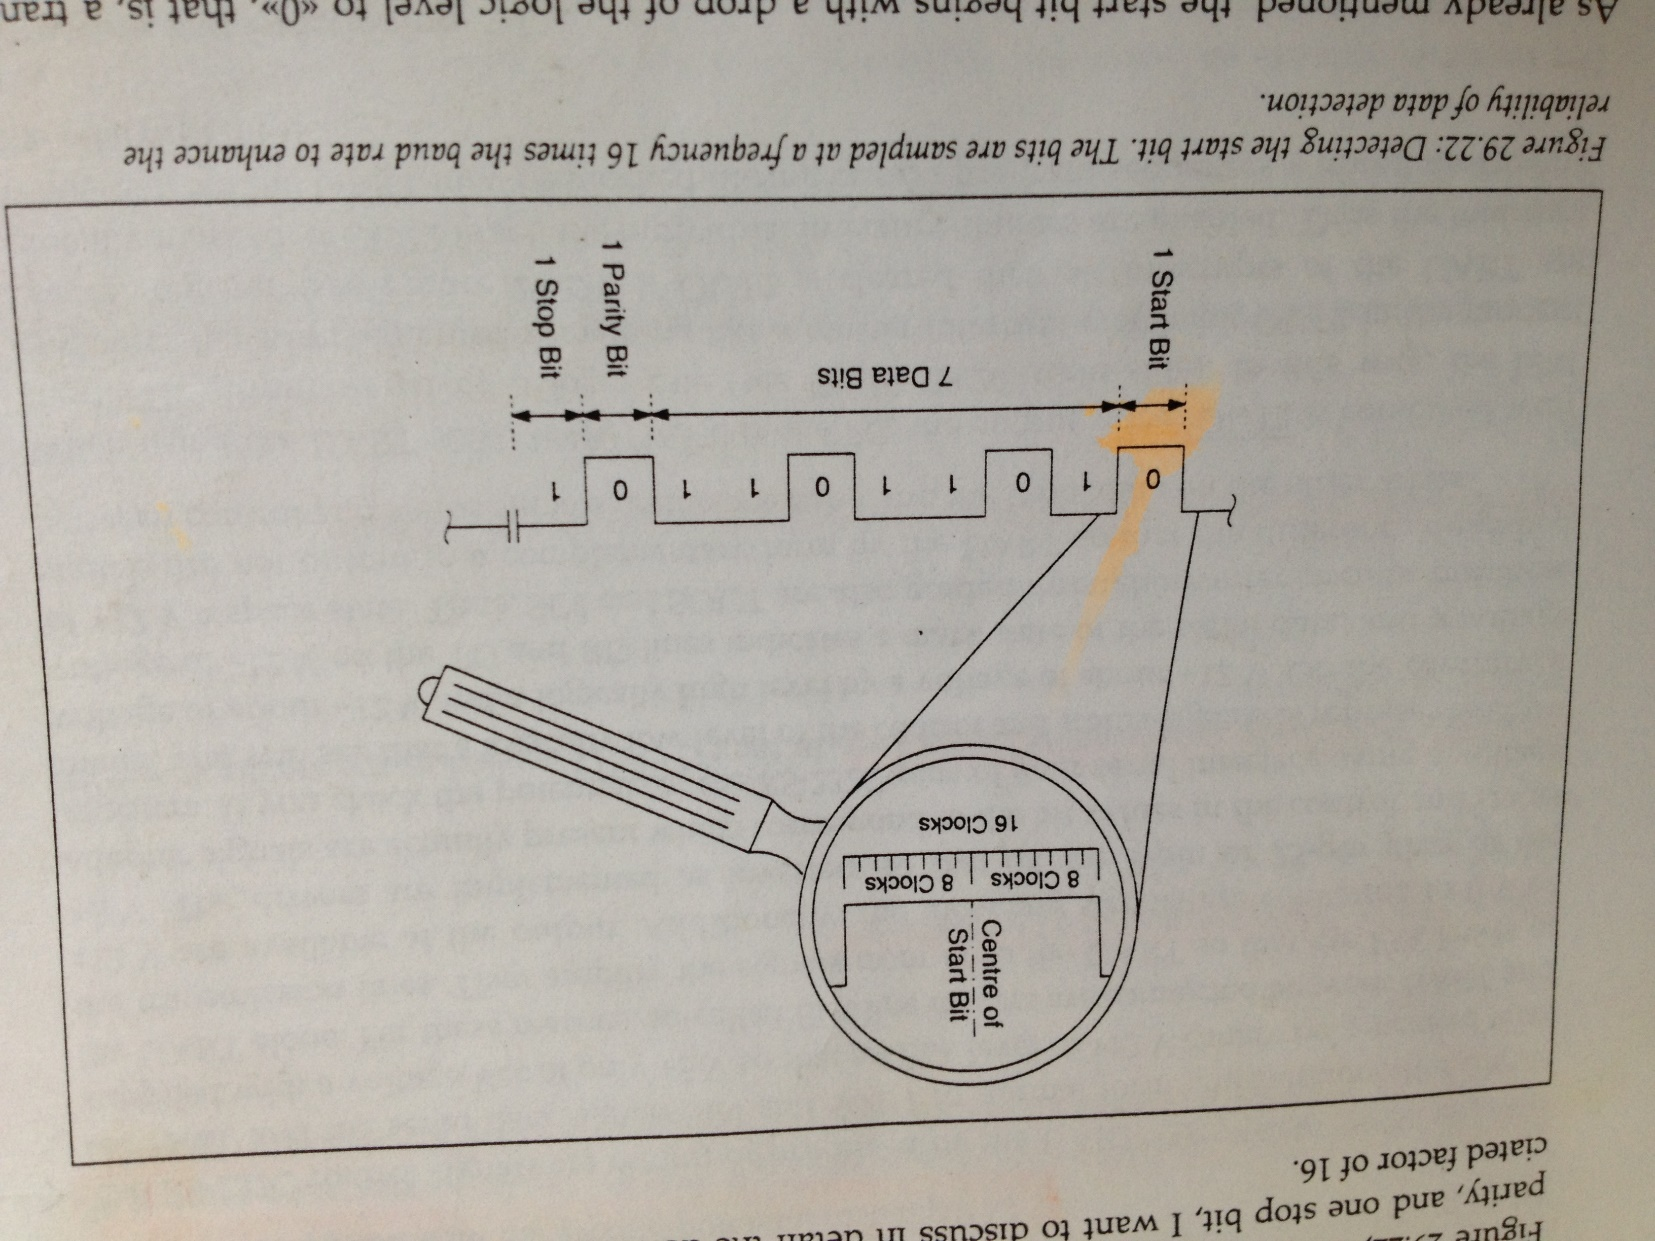 parity, and one stop bit, I want to discuss in detail
ciated factor of 16.
Centre of
Start Bit
8 Clocks 8 Clocks
16 Clocks
0 1 0 1 1 0 1 1 0 1
1 Start Bit
7 Data Bits
1 Parity Bit
1 Stop Bit
Figure 29.22: Detecting the start bit. The bits are sampled at a frequency 16 times the baud rate to enhance the
reliability of data detection.
As already mentioned, the start bit begins with a drop of the logic level to «0», that is, a tran